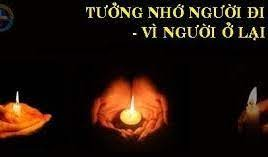 TƯỞNG NHỚ NGƯỜI ĐI
- VÌ NGƯỜI Ở LẠI